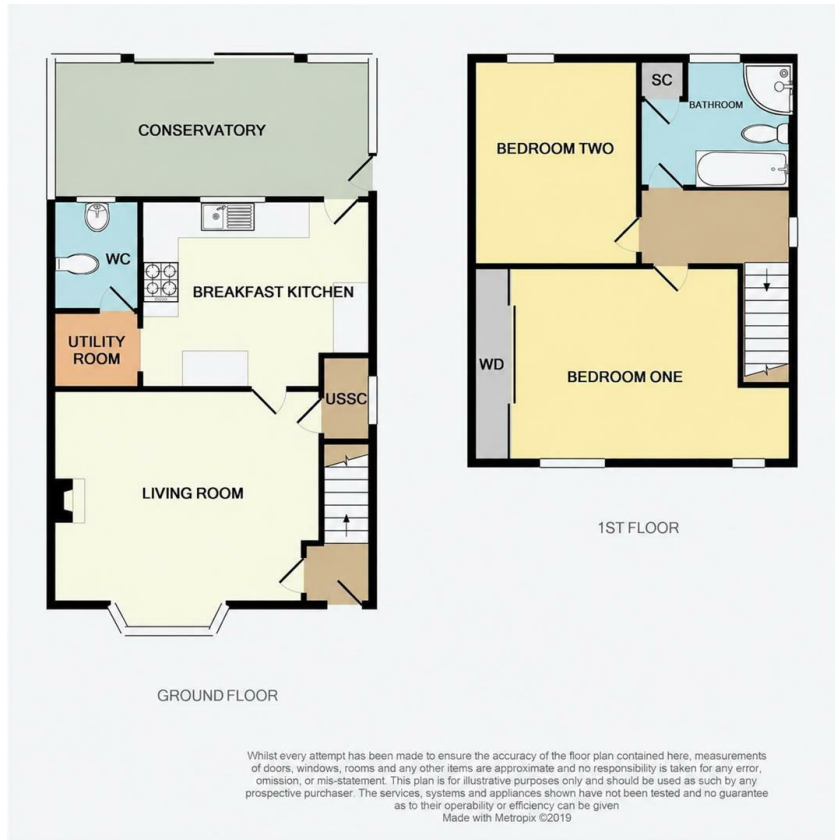 CONSERVATORY
WC
BREAKFAST KITCHEN
UTILITY
ROOM
USSC
LIVING ROOM
GROUND FLOOR
SC
BATHROOM
BEDROOM TWO
WD
BEDROOM ONE
1ST FLOOR
Whilst every attempt has been made to ensure the accuracy of the floor plan contained here, measurements
of doors, windows, rooms and any other items are approximate and no responsibility is taken for any error,
omission, or mis-statement. This plan is for illustrative purposes only and should be used as such by any
prospective purchaser. The services, systems and appliances shown have not been tested and no guarantee
as to their operability or efficiency can be given
Made with Metropix ©2019